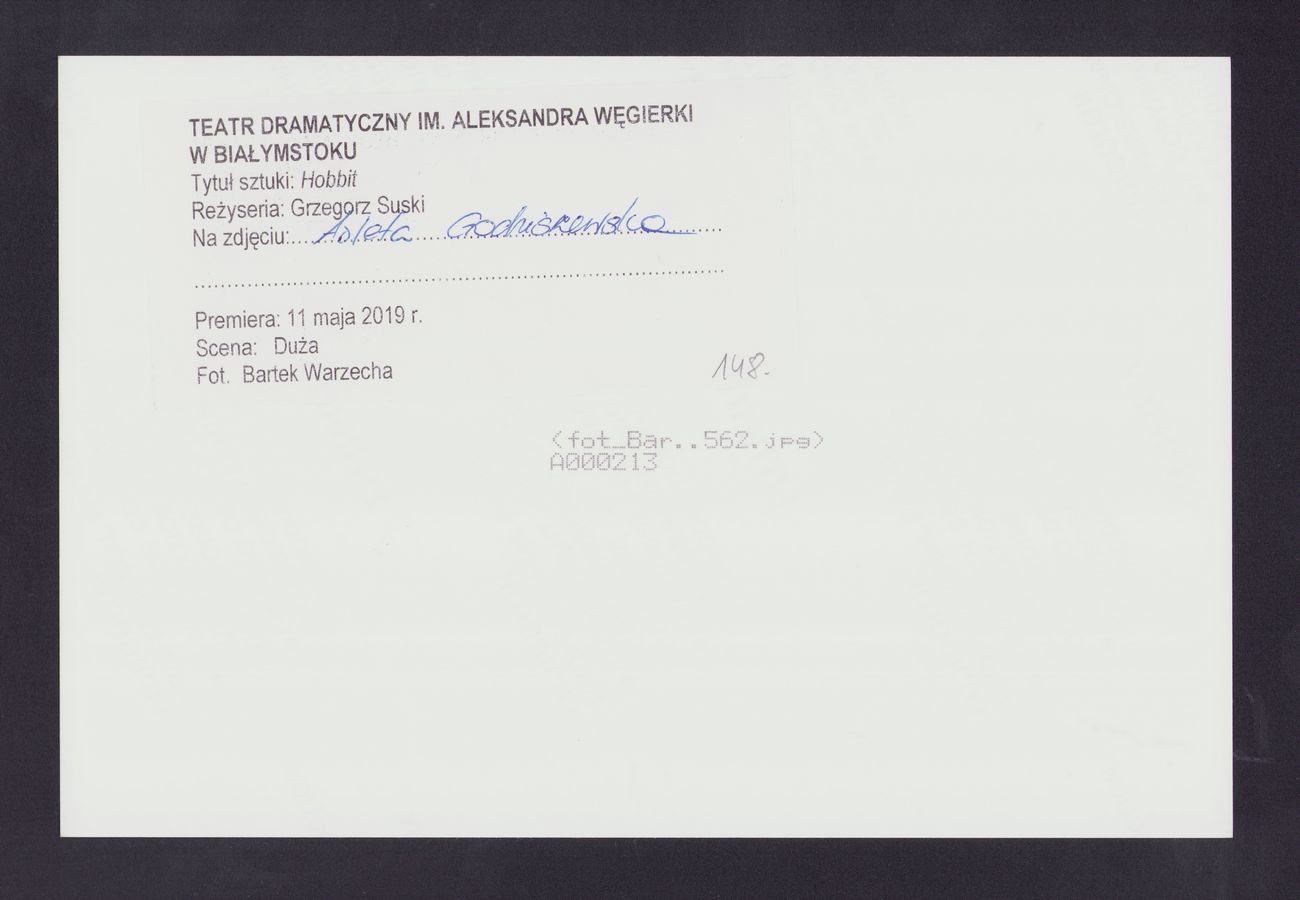 TEATR DRAMATYCZNY IM. ALEKSANDRA WĘGIERKI
W BIAŁYMSTOKU
Tytuł sztuki: Hobbit
Reżyseria: Grzegorz Suski
Na zdjęciu:... Arleta ..... Godziszewska ......
Premiera: 11 maja 2019 r.
Scena: Duża
Fot. Bartek Warzecha
148.
(fot_Bar..562.jpg)
A000213